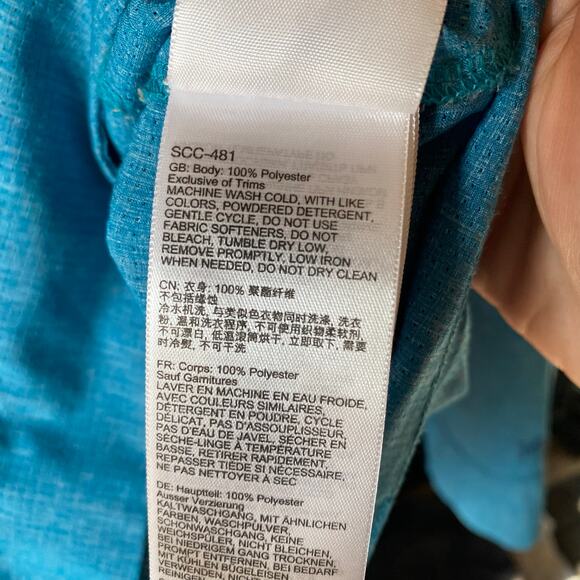 SCC-481
GB: Body: 100% Polyester
Exclusive of Trims
MACHINE WASH COLD, WITH LIKE
COLORS, POWDERED DETERGENT,
GENTLE CYCLE, DO NOT USE
FABRIC SOFTENERS, DO NOT
BLEACH, TUMBLE DRY LOW,
REMOVE PROMPTLY, LOW IRON
WHEN NEEDED, DO NOT DRY CLEAN
CN: 衣身: 100% 聚酯纤维
不包括缘蚀
冷水机洗, 与类似色衣物同时洗涤, 洗衣
粉, 温和洗衣程序, 不可使用织物柔软剂,
不可漂白, 低温滚筒烘干, 立即取下, 需要
时冷熨, 不可干洗
FR: Corps: 100% Polyester
Sauf Garnitures
LAVER EN MACHINE EN EAU FROIDE,
AVEC COULEURS SIMILAIRES,
DÉTERGENT EN POUDRE, CYCLE
DÉLICAT, PAS D'ASSOUPLISSEUR,
PAS D'EAU DE JAVEL, SÉCHER EN
SÈCHE-LINGE À TEMPÉRATURE
BASSE, RETIRER RAPIDEMENT,
REPASSER TIÈDE SI NÉCESSAIRE,
NE PAS NETTOYER À SEC
DE: Hauptteil: 100% Polyester
Ausser Verzierung
KALTWASCHGANG, MIT ÄHNLICHEN
FARBEN, WASCHPULVER,
SCHONWASCHGANG, KEINE
WEICHSPÜLER, NICHT BLEICHEN,
BEI NIEDRIGEM GANG TROCKNEN,
PROMPT ENTFERNEN, BEI BEDARF
MIT KÜHLEN BÜGELEISEN
VERWENDEN, NICHT
REINIGEN